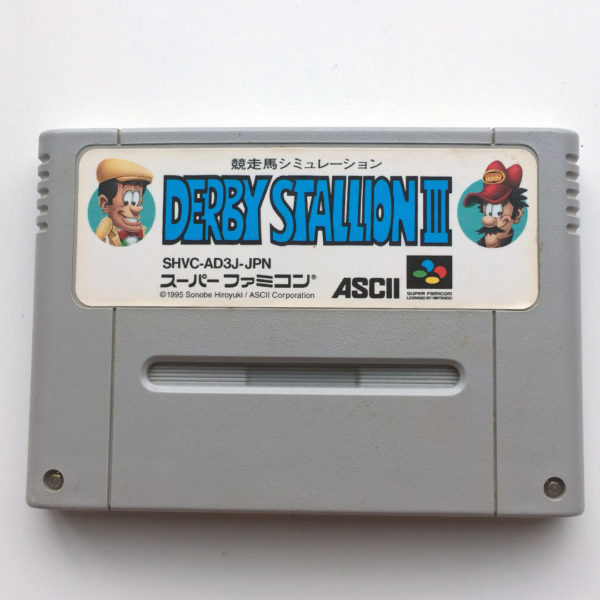 競走馬シミュレーション
DERBY STALLION III
SHVC-AD3J-JPN
スーパーファミコン®
©1995 Sonobe Hiroyuki / ASCII Corporation
ASCII
SUPER FAMICOM
LICENSED BY NINTENDO